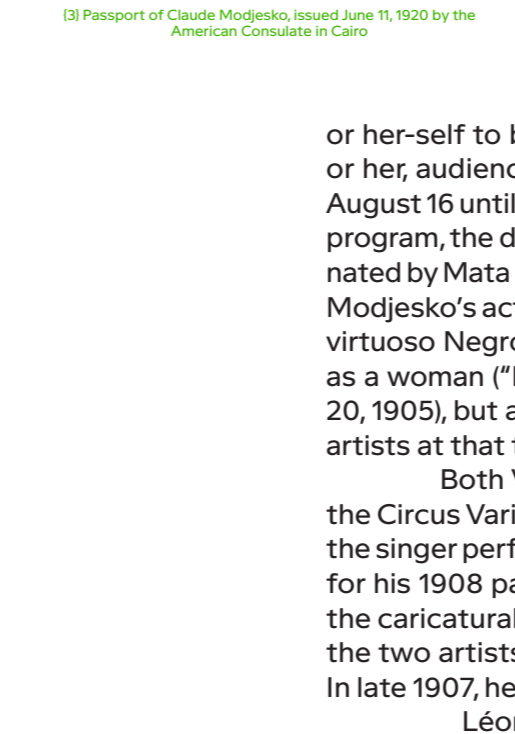 (3) Passport of Claude Modjesko, issued June 11, 1920 by the
American Consulate in Cairo
or her-self to
or her, audienc
August 16 until
program, the d
nated by Mata
Modjesko's act
virtuoso Negro
as a woman ("
20, 1905), but a
artists at that
Both
the Circus Vari
the singer perf
for his 1908 pa
the caricatural
the two artists
In late 1907, he
Léon